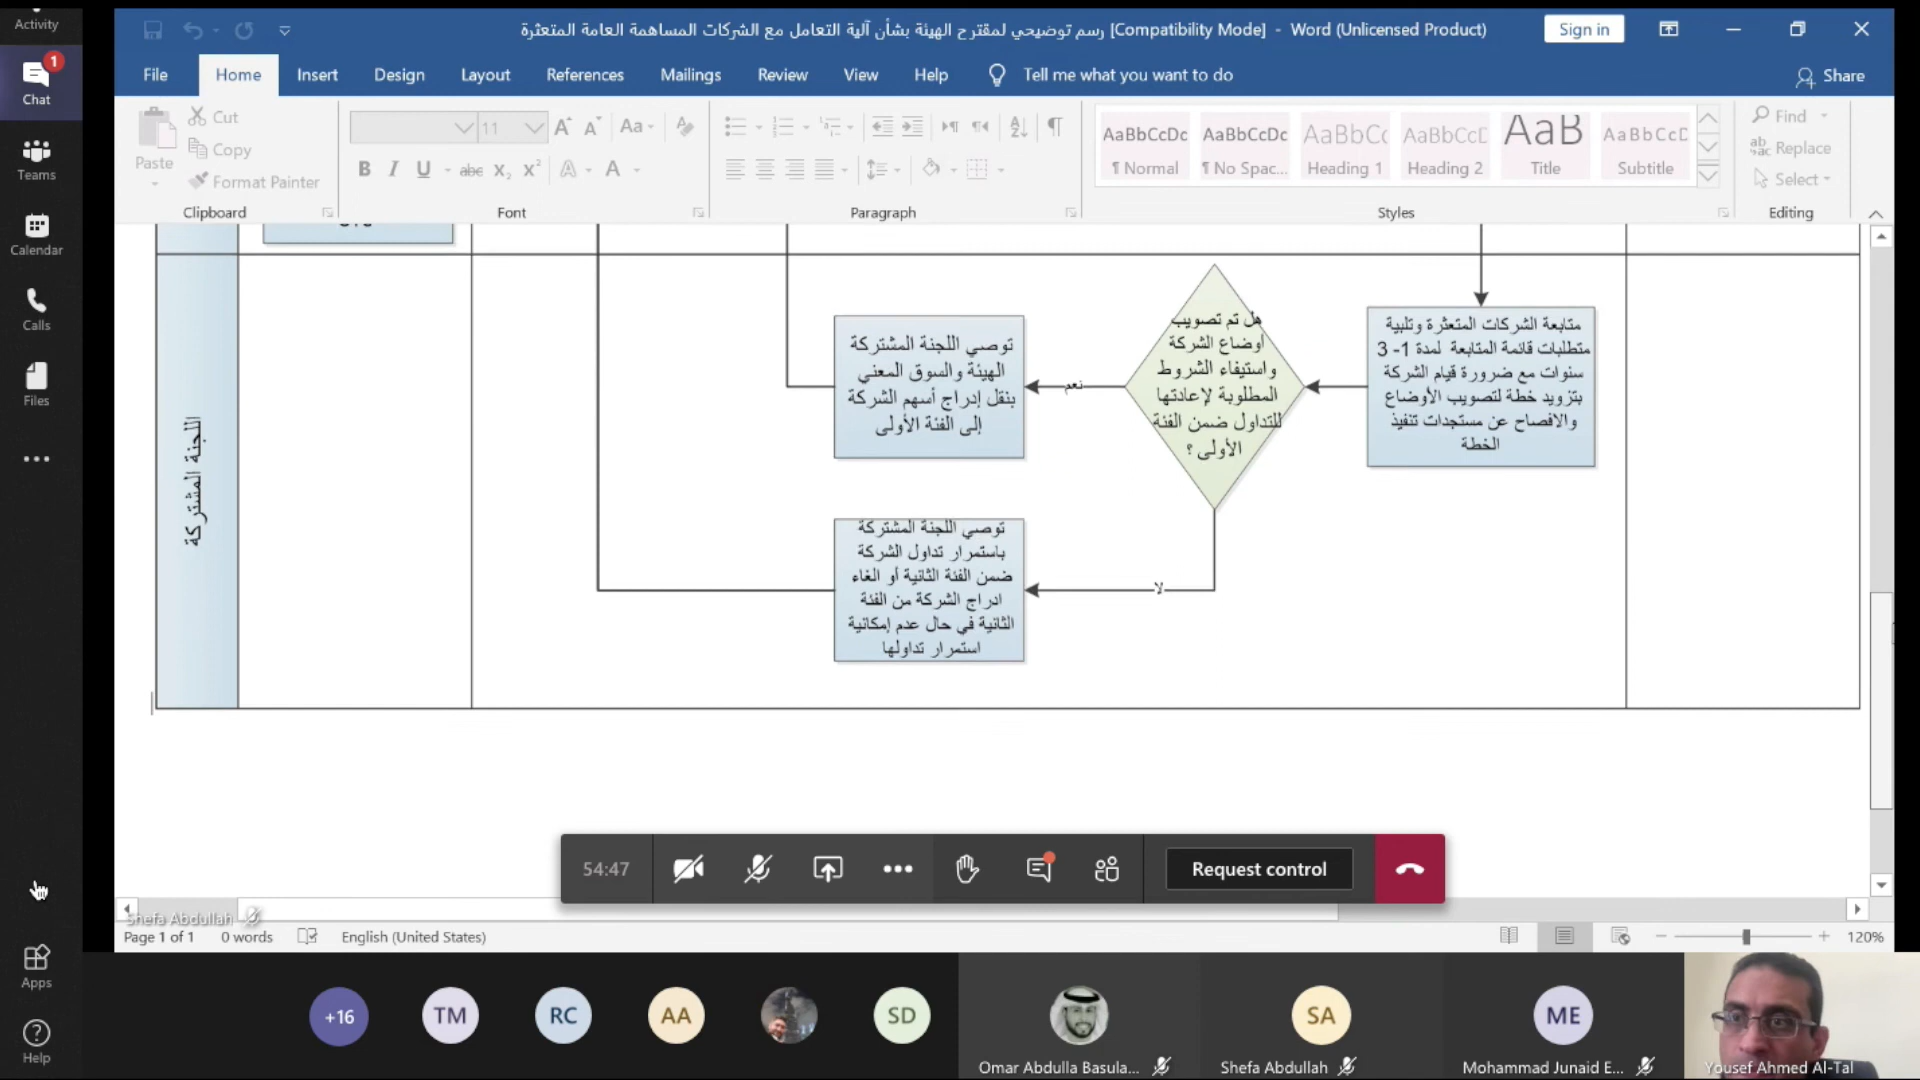 Activity
1
Chat
Teams
Calendar
Calls
Files
Apps
Help
رسم توضيحي لمقترح الهيئة بشأن آلية التعامل مع الشركات المساهمة العامة المتعثرة [Compatibility Mode] - Word (Unlicensed Product)
Sign in
File Home Insert Design Layout References Mailings Review View Help Tell me what you want to do Share
Paste
Cut
Copy
Format Painter
Clipboard
11
Aa
B I U abc x₂ x² A A
Font
Paragraph
AaBbCcDc AaBbCcDc AaBbCc AaBbCcD AaB AaBbCcD
¶ Normal ¶ No Spac... Heading 1 Heading 2 Title Subtitle
Styles
Find
Replace
Select
Editing
اللجنة المشتركة
متابعة الشركات المتعثرة وتلبية
متطلبات قائمة المتابعة لمدة 1- 3
سنوات مع ضرورة قيام الشركة
بتزويد خطة لتصويب الأوضاع
والافصاح عن مستجدات تنفيذ
الخطة
هل تم تصويب
أوضاع الشركة
واستيفاء الشروط
المطلوبة لإعادتها
للتداول ضمن الفئة
الأولى ؟
نعم
توصي اللجنة المشتركة
الهيئة والسوق المعني
بنقل إدراج أسهم الشركة
إلى الفئة الأولى
لا
توصي اللجنة المشتركة
باستمرار تداول الشركة
ضمن الفئة الثانية أو الغاء
ادراج الشركة من الفئة
الثانية في حال عدم إمكانية
استمرار تداولها
54:47
Request control
Shefa Abdullah
Page 1 of 1 0 words English (United States) 120%
+16 TM RC AA SD SA ME
Omar Abdulla Basula... Shefa Abdullah Mohammad Junaid E... Yousef Ahmed Al-Tal